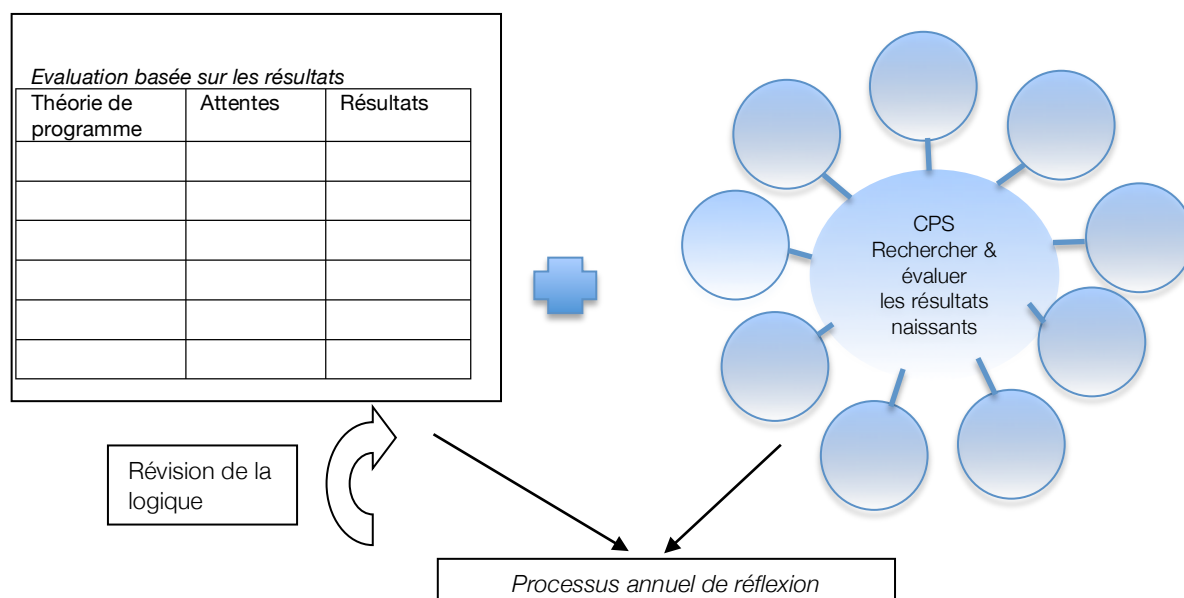 Evaluation basée sur les résultats
Théorie de programme
Attentes
Résultats
CPS
Rechercher &
évaluer
les résultats
naissants
Révision de la
logique
Processus annuel de réflexion